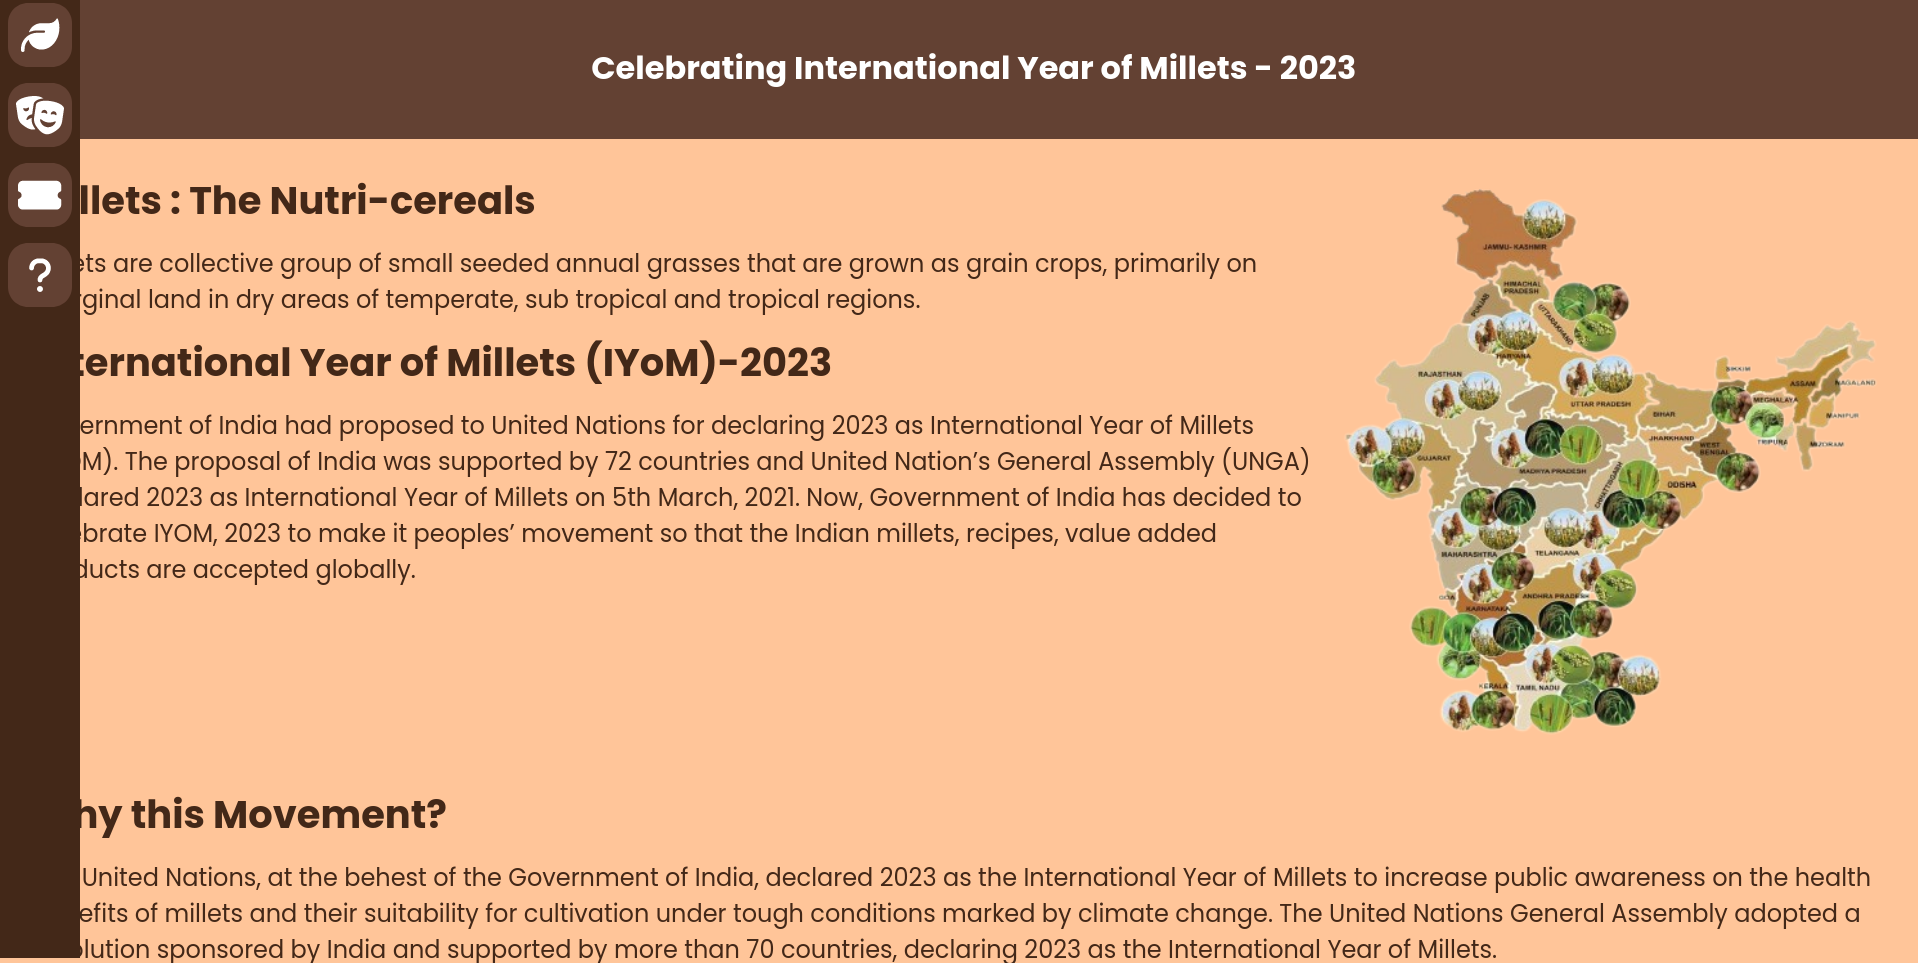 Celebrating International Year of Millets - 2023
llets : The Nutri-cereals
ets are collective group of small seeded annual grasses that are grown as grain crops, primarily on
ginal land in dry areas of temperate, sub tropical and tropical regions.
ternational Year of Millets (IYoM)-2023
ernment of India had proposed to United Nations for declaring 2023 as International Year of Millets
M). The proposal of India was supported by 72 countries and United Nation’s General Assembly (UNGA)
lared 2023 as International Year of Millets on 5th March, 2021. Now, Government of India has decided to
ebrate IYOM, 2023 to make it peoples’ movement so that the Indian millets, recipes, value added
ducts are accepted globally.
JAMMU- KASHMIR
HIMACHAL
PRADESH
PUNJAB
UTTARAKHAND
HARYANA
RAJASTHAN
UTTAR PRADESH
SIKKIM
ASSAM
NAGALAND
MEGHALAYA
BIHAR
MANIPUR
JHARKHAND
WEST
BENGAL
TRIPURA
MIZORAM
GUJARAT
MADHYA PRADESH
CHHATTISGARH
ODISHA
MAHARASHTRA
TELANGANA
GOA
ANDHRA PRADESH
KARNATAKA
KERALA
TAMIL NADU
hy this Movement?
United Nations, at the behest of the Government of India, declared 2023 as the International Year of Millets to increase public awareness on the health
efits of millets and their suitability for cultivation under tough conditions marked by climate change. The United Nations General Assembly adopted a
olution sponsored by India and supported by more than 70 countries, declaring 2023 as the International Year of Millets.